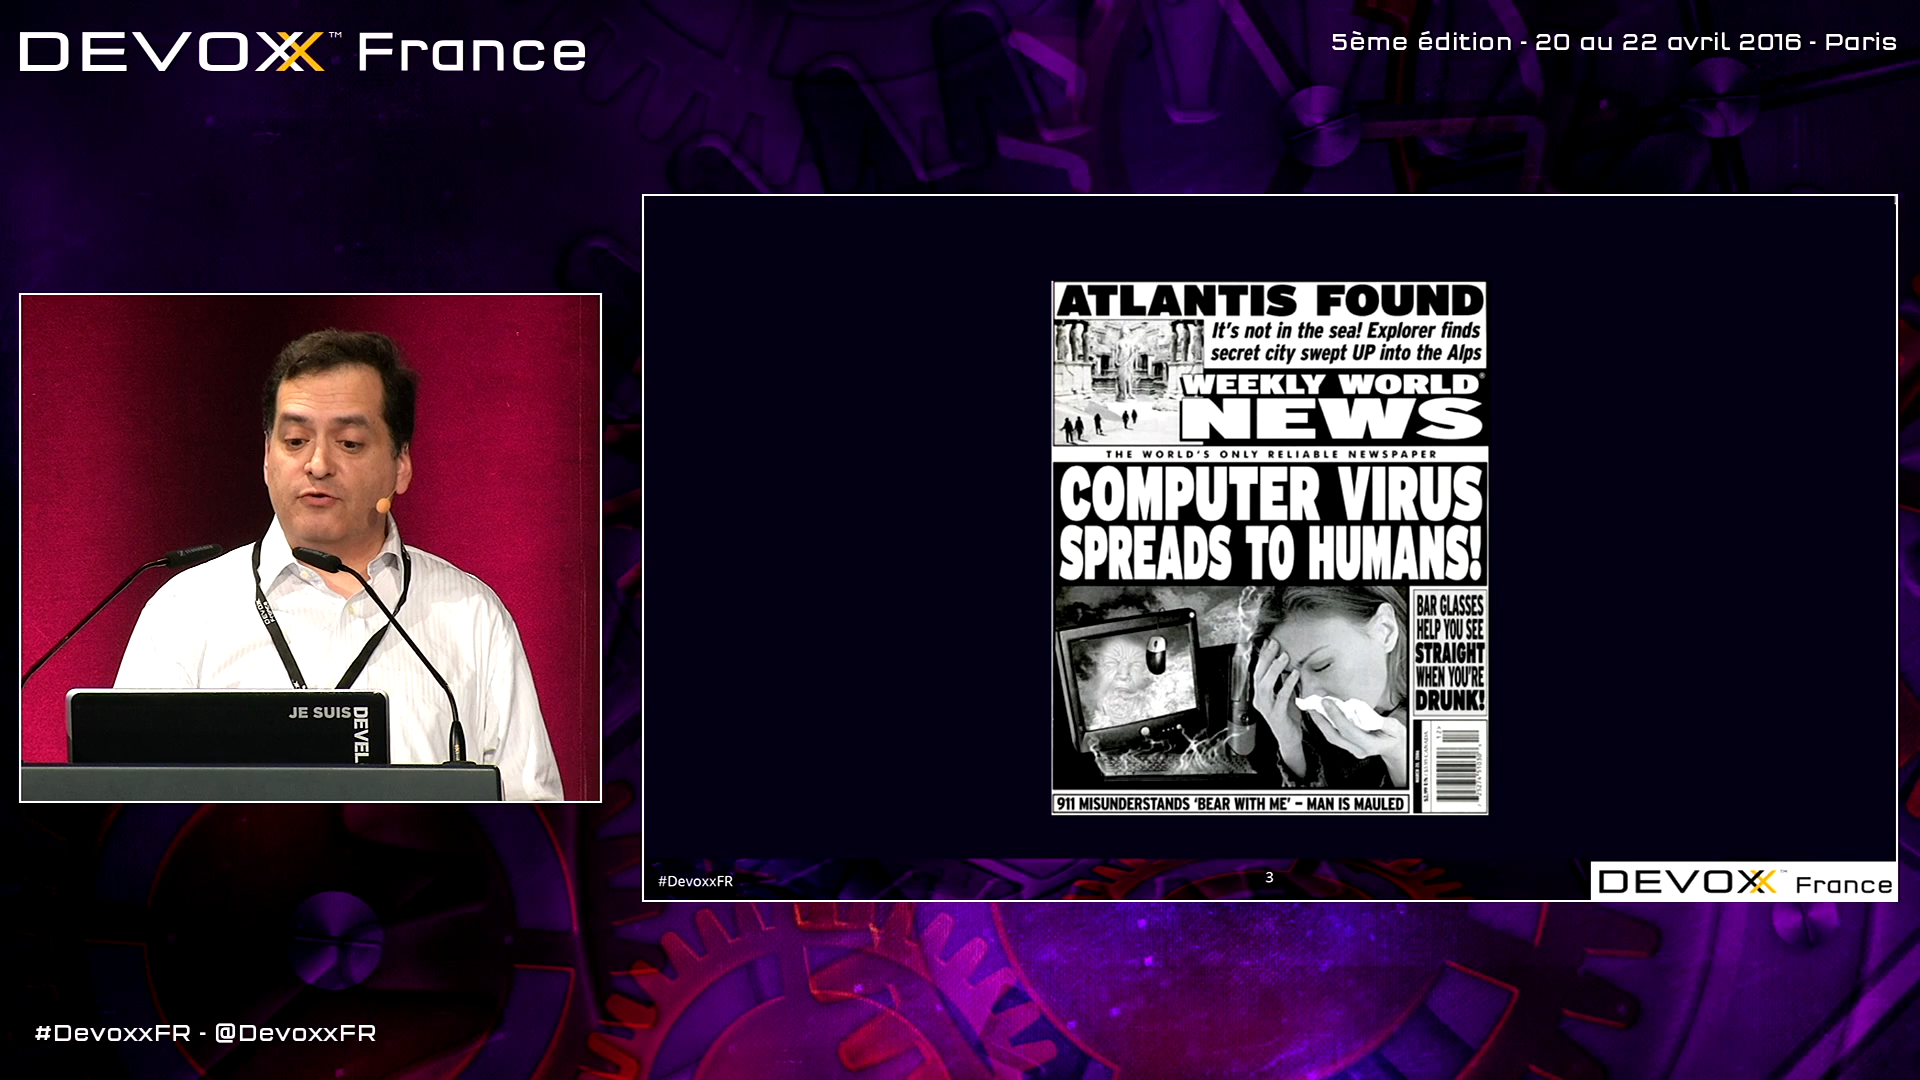 DEVOXX™ France
5ème édition - 20 au 22 avril 2016 - Paris
JE SUIS
DEVEL
ATLANTIS FOUND
It's not in the sea! Explorer finds
secret city swept UP into the Alps
WEEKLY WORLD
NEWS
THE WORLD'S ONLY RELIABLE NEWSPAPER
COMPUTER VIRUS
SPREADS TO HUMANS!
BAR GLASSES
HELP YOU SEE
STRAIGHT
WHEN YOU'RE
DRUNK!
911 MISUNDERSTANDS 'BEAR WITH ME' – MAN IS MAULED
#DevoxxFR
3
DEVOXX™ France
#DevoxxFR - @DevoxxFR